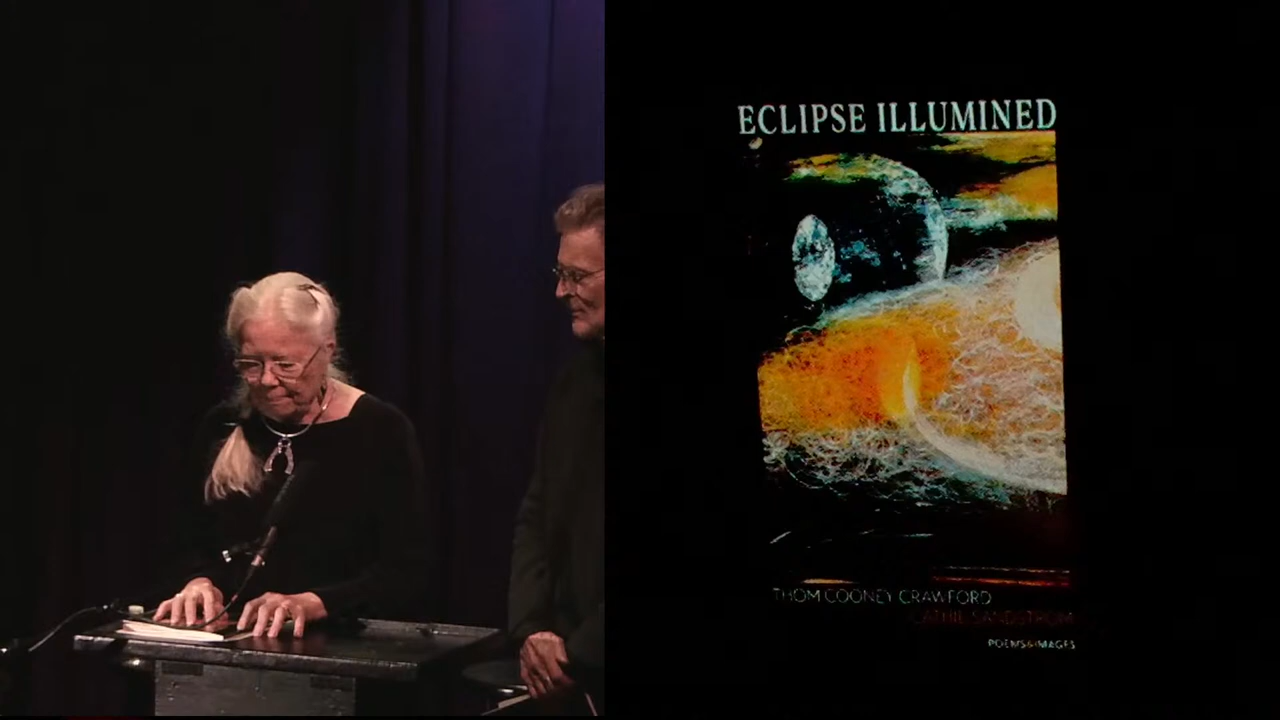 ECLIPSE ILLUMINED
THOM COONEY CRAWFORD
CATHIE SANDSTROM
POEMS&IMAGES